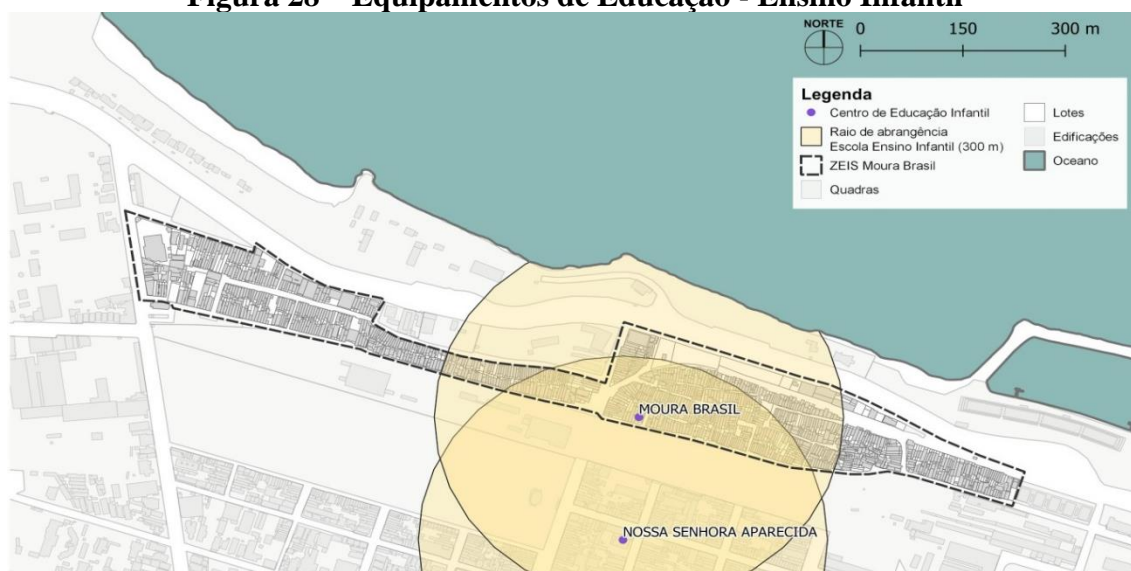 Figura 28 – Equipamentos de Educação - Ensino Infantil
NORTE
0 150 300 m
Legenda
Centro de Educação Infantil
Raio de abrangência
Escola Ensino Infantil (300 m)
ZEIS Moura Brasil
Quadras
Lotes
Edificações
Oceano
MOURA BRASIL
NOSSA SENHORA APARECIDA